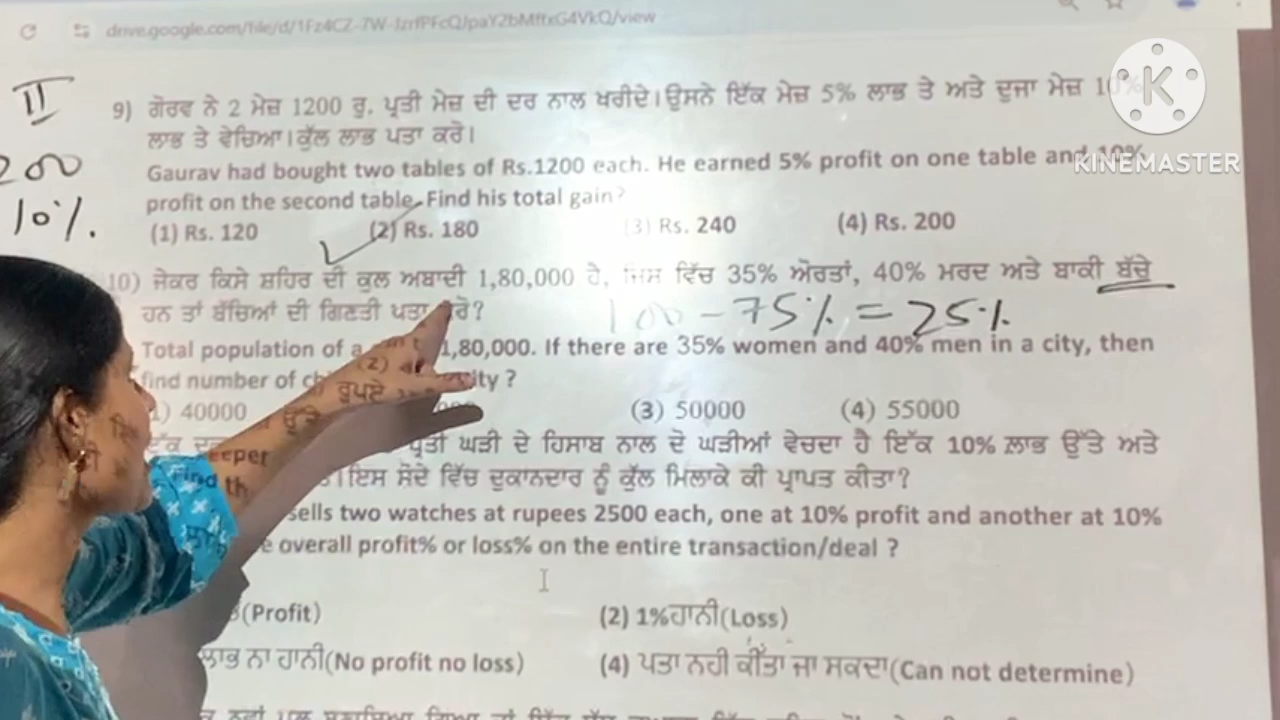 drive.google.com/file/d/1Fz4CZ-7W-
II
9) ਗੌਰਵ ਨੇ 2 ਮੇਜ਼ 1200 ਰੁ. ਪ੍ਰਤੀ ਮੇਜ਼ ਦੀ ਦਰ ਨਾਲ ਖਰੀਦੇ।ਉਸਨੇ ਇੱਕ ਮੇਜ਼ 5% ਲਾਭ ਤੇ ਅਤੇ ਦੂਜਾ ਮੇਜ਼ 10%
ਲਾਭ ਤੇ ਵੇਚਿਆ।ਕੁੱਲ ਲਾਭ ਪਤਾ ਕਰੋ।
KINEMASTER
200
10%.
Gaurav had bought two tables of Rs.1200 each. He earned 5% profit on one table and 10%
profit on the second table. Find his total gain?
(1) Rs. 120 (2) Rs. 180 (3) Rs. 240 (4) Rs. 200
10) ਜੇਕਰ ਕਿਸੇ ਸ਼ਹਿਰ ਦੀ ਕੁਲ ਅਬਾਦੀ 1,80,000 ਹੈ, ਜਿਸ ਵਿੱਚ 35% ਔਰਤਾਂ, 40% ਮਰਦ ਅਤੇ ਬਾਕੀ ਬੱਚੇ
ਹਨ ਤਾਂ ਬੱਚਿਆਂ ਦੀ ਗਿਣਤੀ ਪਤਾ ਕਰੋ?
100 - 75% = 25%
Total population of a 1,80,000. If there are 35% women and 40% men in a city, then
find number of city ?
1) 40000 (3) 50000 (4) 55000
ਪ੍ਰਤੀ ਘੜੀ ਦੇ ਹਿਸਾਬ ਨਾਲ ਦੋ ਘੜੀਆਂ ਵੇਚਦਾ ਹੈ ਇੱਕ 10% ਲਾਭ ਉੱਤੇ ਅਤੇ
।ਇਸ ਸੌਦੇ ਵਿੱਚ ਦੁਕਾਨਦਾਰ ਨੂੰ ਕੁੱਲ ਮਿਲਾਕੇ ਕੀ ਪ੍ਰਾਪਤ ਕੀਤਾ?
sells two watches at rupees 2500 each, one at 10% profit and another at 10%
overall profit% or loss% on the entire transaction/deal ?
(Profit) (2) 1%ਹਾਨੀ(Loss)
ਲਾਭ ਨਾ ਹਾਨੀ(No profit no loss) (4) ਪਤਾ ਨਹੀ ਕੀਤਾ ਜਾ ਸਕਦਾ(Can not determine)